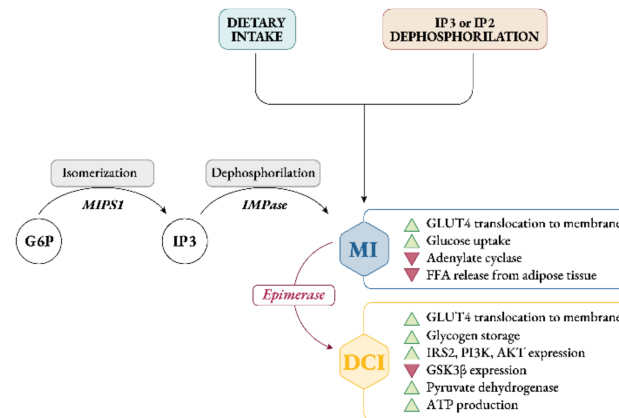 DIETARY
INTAKE
IP3 or IP2
DEPHOSPHORILATION
Isomerization
MIPS1
Dephosphorilation
IMPase
G6P
IP3
MI
GLUT4 translocation to membrane
Glucose uptake
Adenylate cyclase
FFA release from adipose tissue
Epimerase
DCI
GLUT4 translocation to membrane
Glycogen storage
IRS2, PI3K, AKT expression
GSK3β expression
Pyruvate dehydrogenase
ATP production